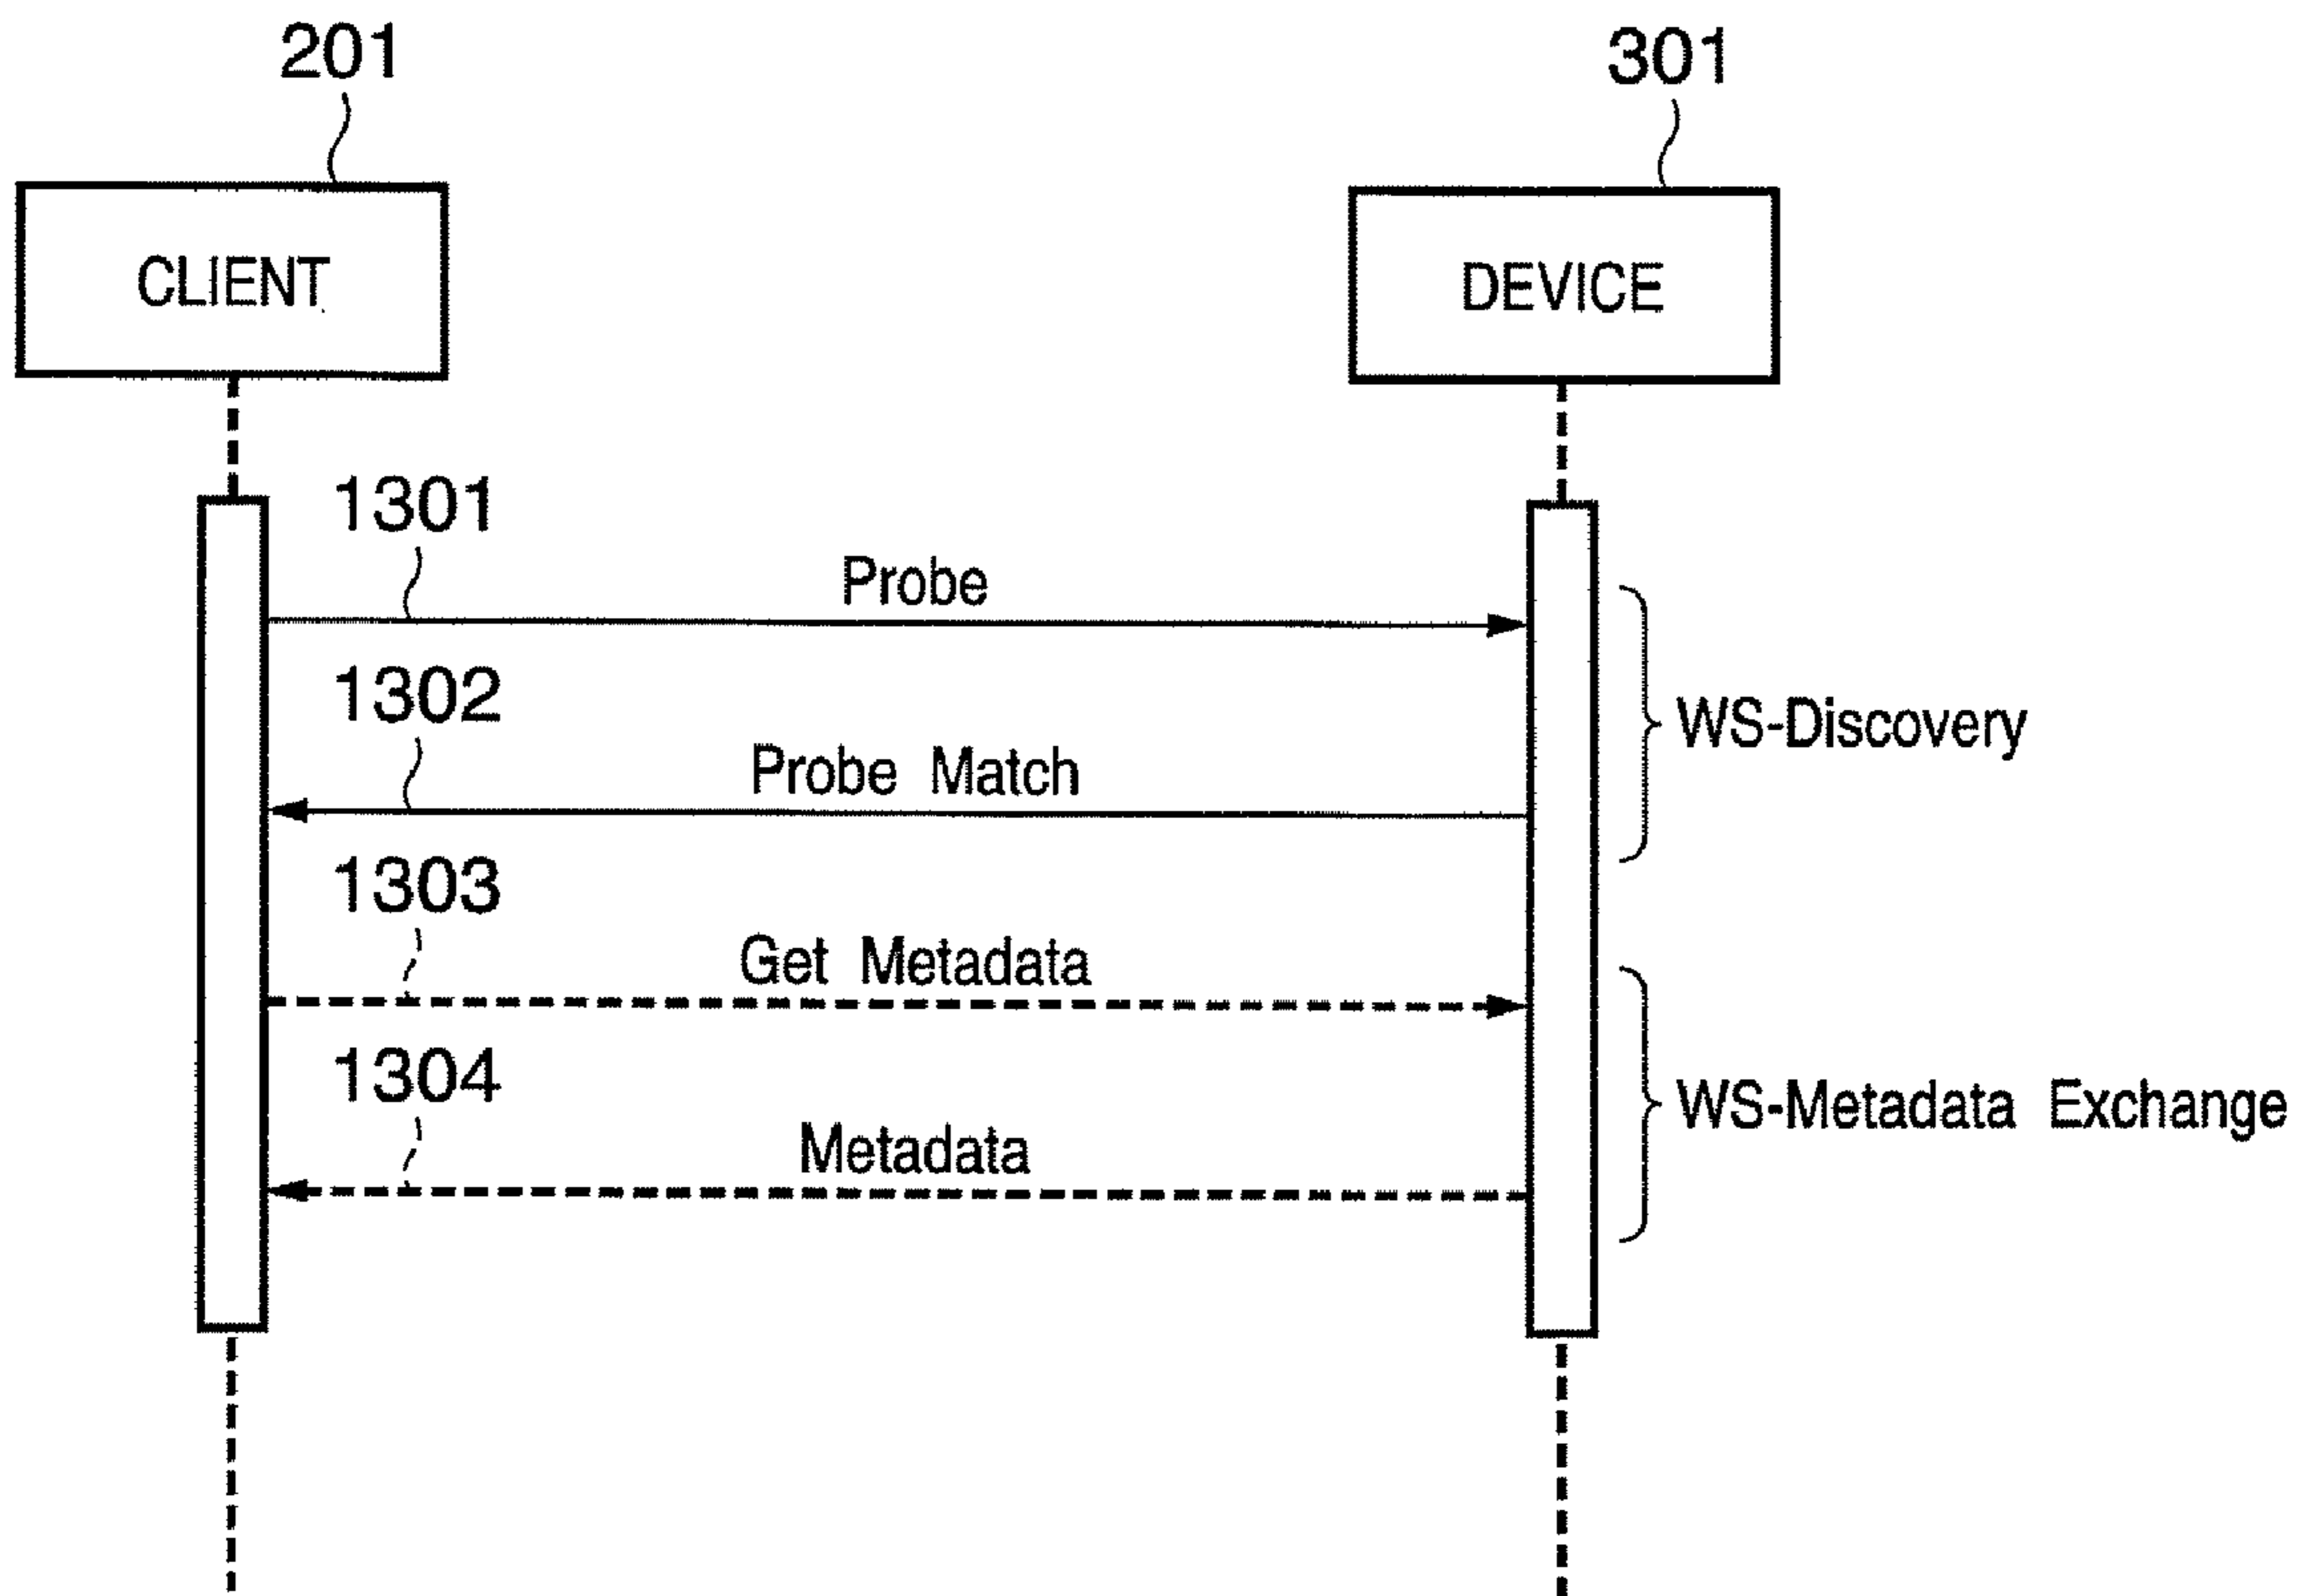 201
301
CLIENT
DEVICE
1301
Probe
1302
Probe Match
WS-Discovery
1303
Get Metadata
1304
Metadata
WS-Metadata Exchange